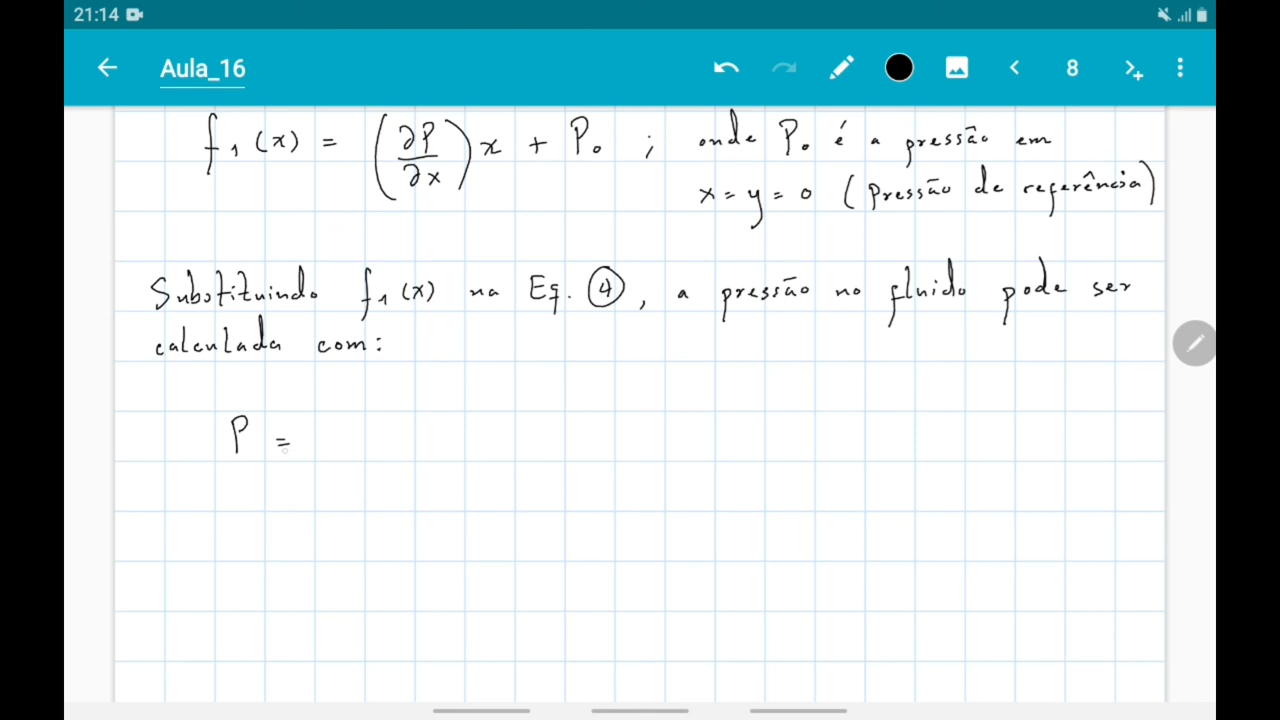 21:14
Aula_16
8
f₁(x) = (∂P/∂x) x + P₀ ; onde P₀ é a pressão em
x = y = 0 (pressão de referência)
Substituindo f₁(x) na Eq. ④, a pressão no fluido pode ser
calculada com:
P =